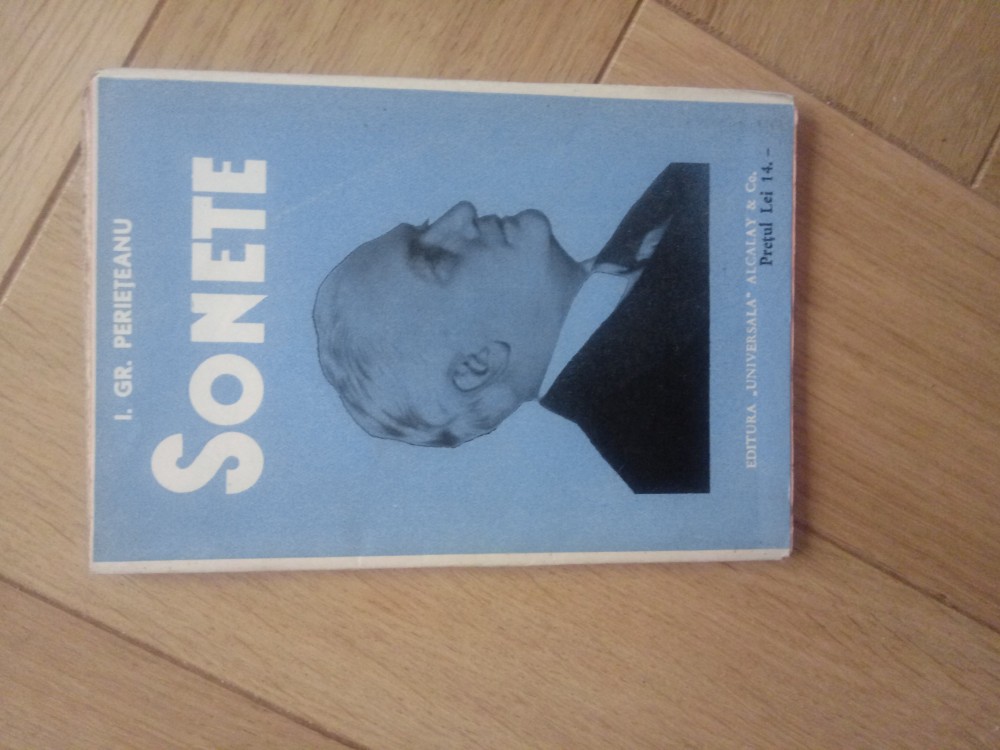 I. GR. PERIEȚEANU
SONETE
EDITURA „UNIVERSALA” ALCALAY & Co.
Prețul Lei 14. –